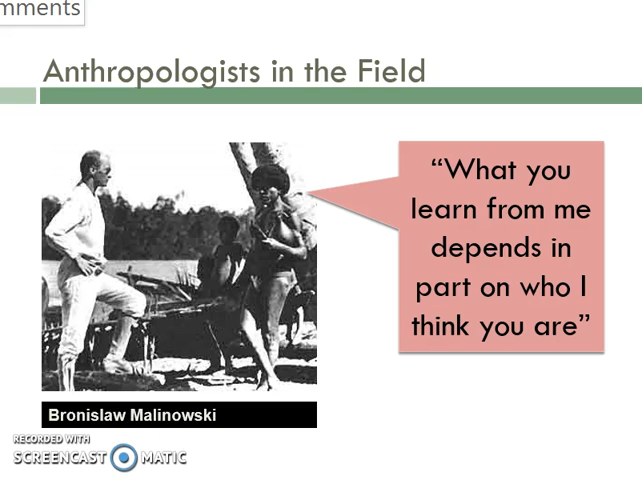 mments
Anthropologists in the Field
“What you
learn from me
depends in
part on who I
think you are”
Bronislaw Malinowski
RECORDED WITH
SCREENCAST MATIC